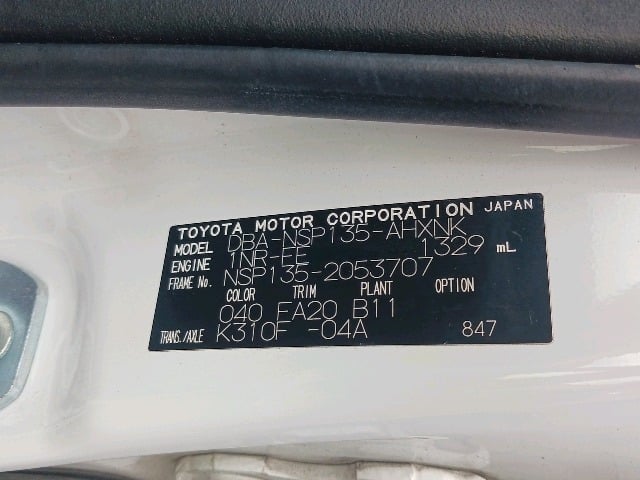 TOYOTA MOTOR CORPORATION JAPAN
MODEL DBA-NSP135-AHXNK
ENGINE 1NR-FE 1329 mL
FRAME No. NSP135-2053707
COLOR TRIM PLANT OPTION
040 FA20 B11
TRANS./AXLE K310F -04A 847